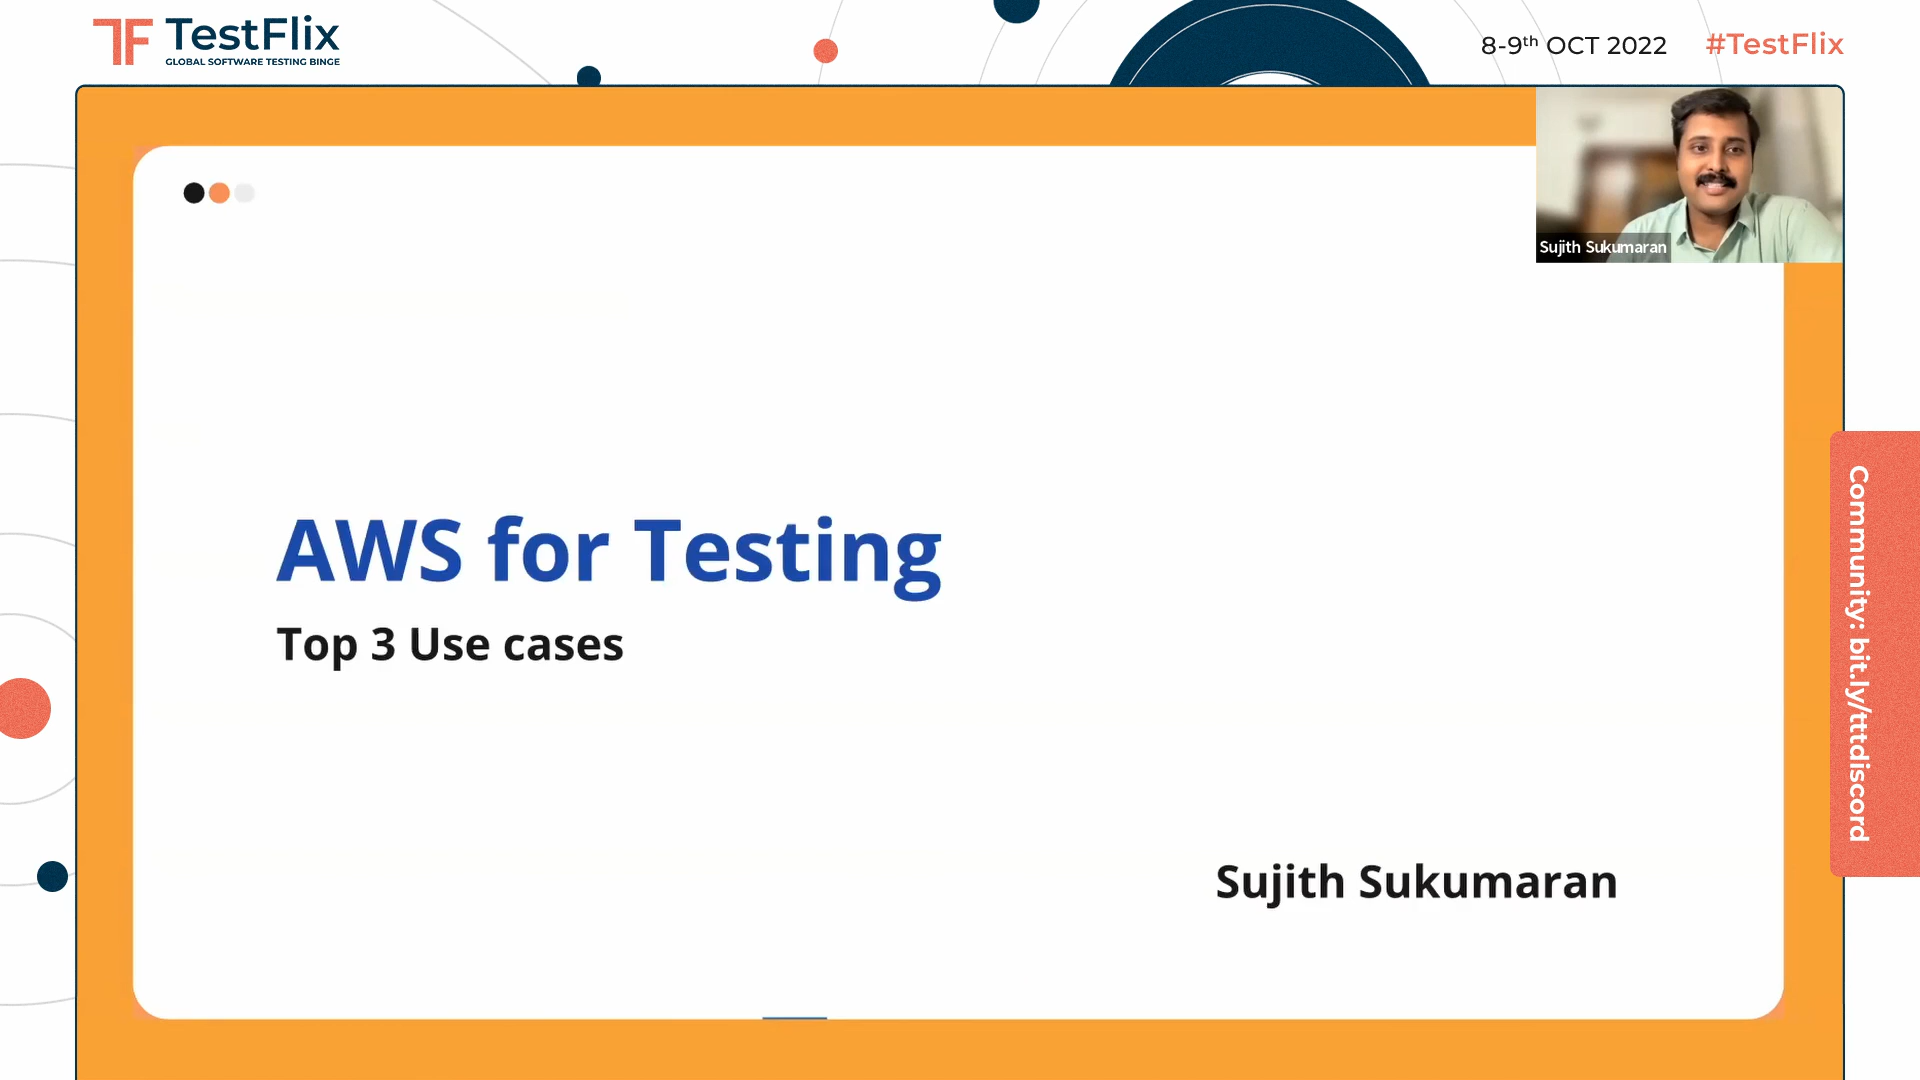 TF TestFlix
GLOBAL SOFTWARE TESTING BINGE
8-9th OCT 2022 #TestFlix
Sujith Sukumaran
AWS for Testing
Top 3 Use cases
Sujith Sukumaran
Community: bit.ly/tttdiscord